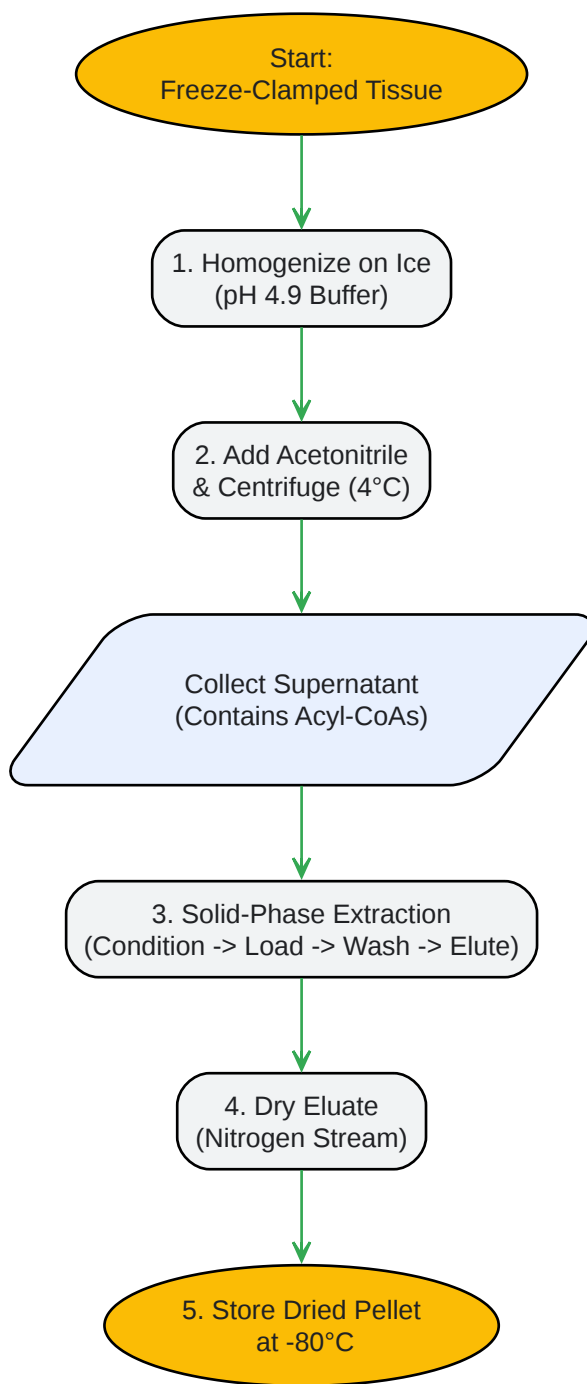 Start:
Freeze-Clamped Tissue
1. Homogenize on Ice
(pH 4.9 Buffer)
2. Add Acetonitrile
& Centrifuge (4°C)
Collect Supernatant
(Contains Acyl-CoAs)
3. Solid-Phase Extraction
(Condition -> Load -> Wash -> Elute)
4. Dry Eluate
(Nitrogen Stream)
5. Store Dried Pellet
at -80°C